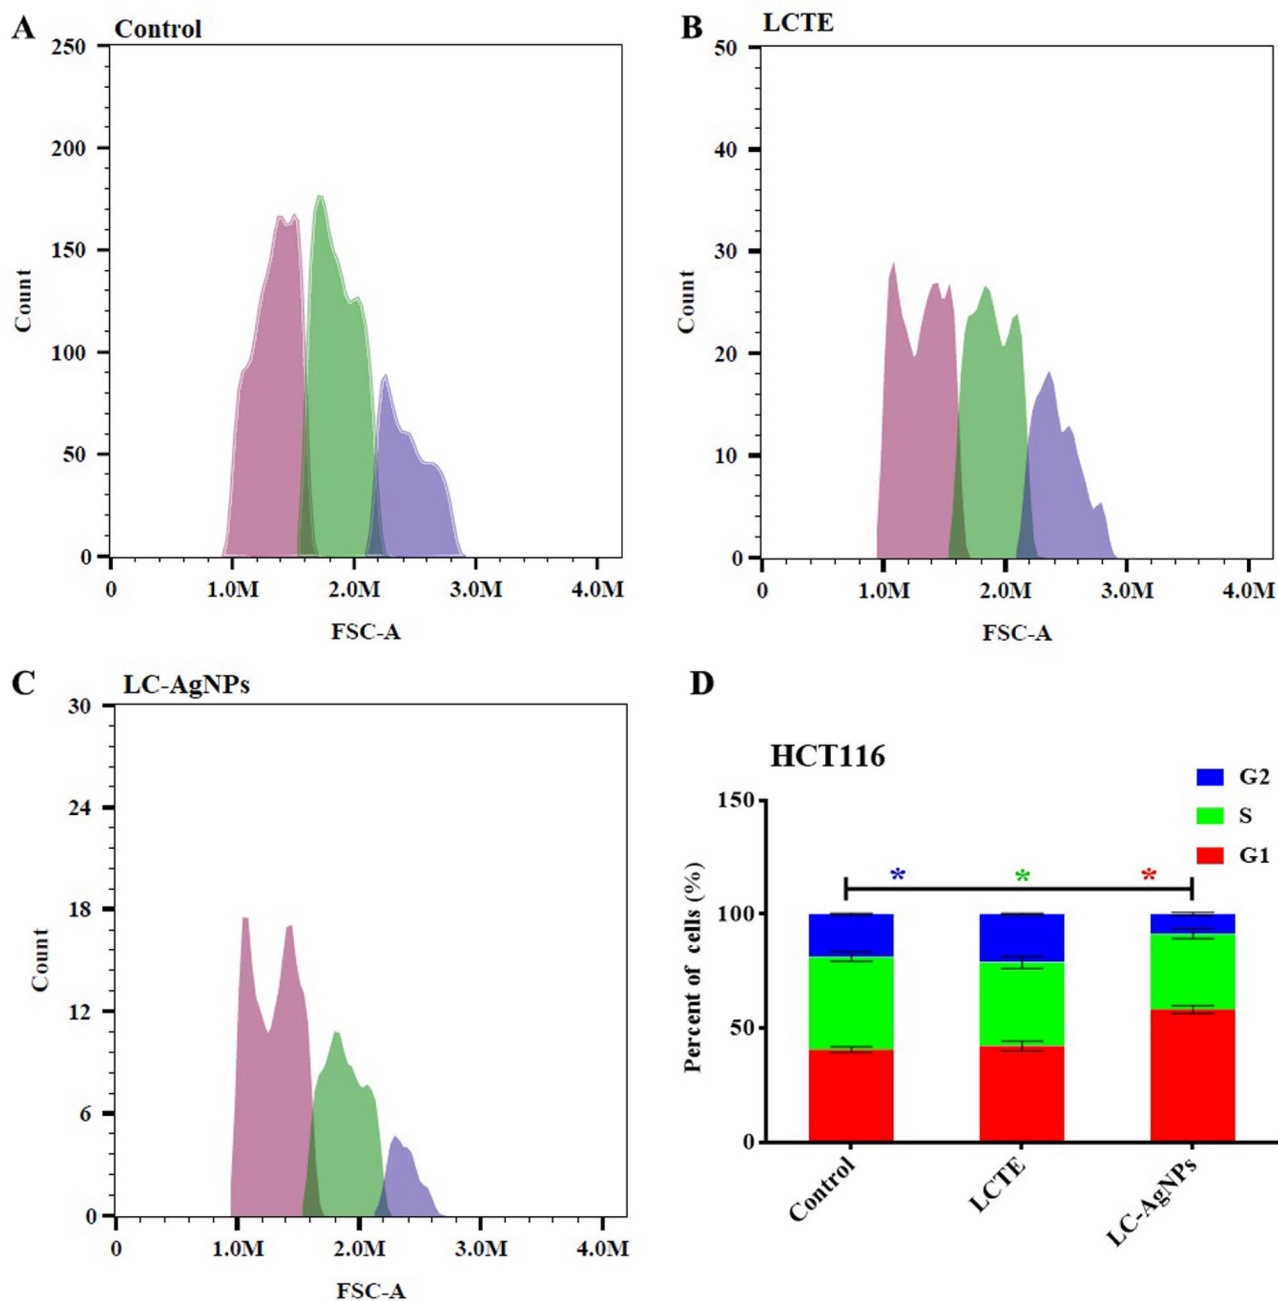 A Control
250
200
150
100
50
0
Count
0 1.0M 2.0M 3.0M 4.0M
FSC-A
B LCTE
50
40
30
20
10
0
Count
0 1.0M 2.0M 3.0M 4.0M
FSC-A
C LC-AgNPs
30
24
18
12
6
0
Count
0 1.0M 2.0M 3.0M 4.0M
FSC-A
D
HCT116
G2
S
G1
150
100
50
0
Percent of cells (%)
* * *
Control
LCTE
LC-AgNPs